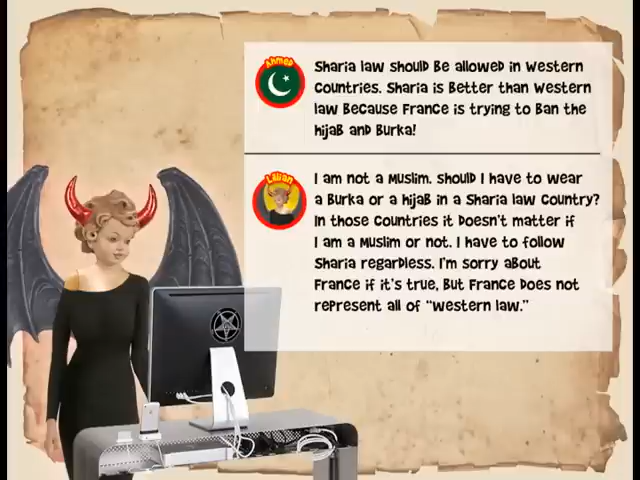 Ahmed
Sharia law should be allowed in Western
Countries. Sharia is better than Western
law because France is trying to ban the
hijab and Burka!
Lilian
I am not a Muslim. Should I have to wear
a Burka or a hijab in a Sharia law Country?
In those Countries it doesn't matter if
I am a Muslim or not. I have to follow
Sharia regardless. I'm sorry about
France if it's true, but France does not
represent all of "Western law."